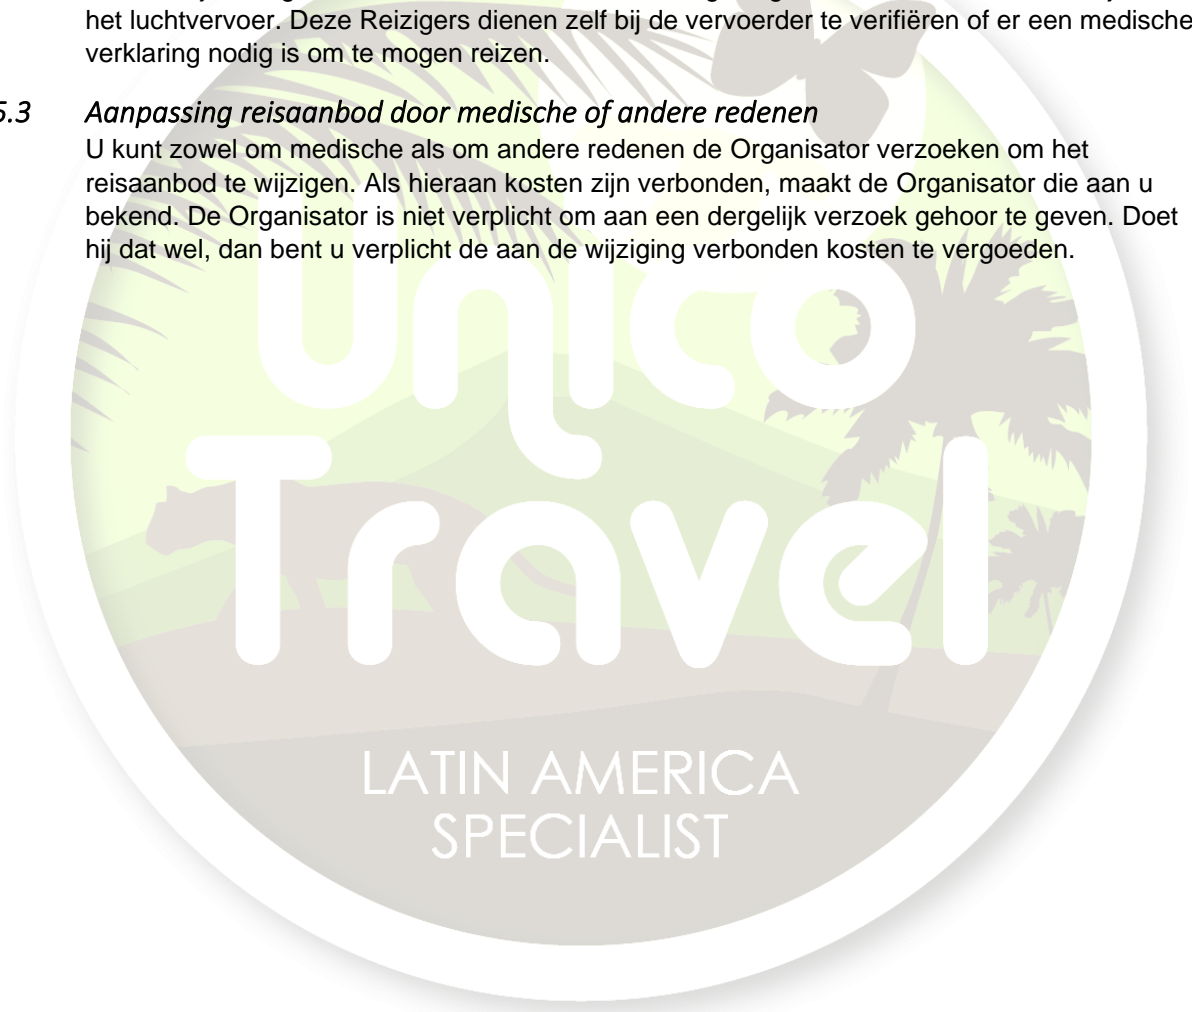 het luchtvervoer. Deze Reizigers dienen zelf bij de vervoerder te verifiëren of er een medische
verklaring nodig is om te mogen reizen.
5.3 Aanpassing reisaanbod door medische of andere redenen
U kunt zowel om medische als om andere redenen de Organisator verzoeken om het
reisaanbod te wijzigen. Als hieraan kosten zijn verbonden, maakt de Organisator die aan u
bekend. De Organisator is niet verplicht om aan een dergelijk verzoek gehoor te geven. Doet
hij dat wel, dan bent u verplicht de aan de wijziging verbonden kosten te vergoeden.
Unico
Travel
LATIN AMERICA
SPECIALIST